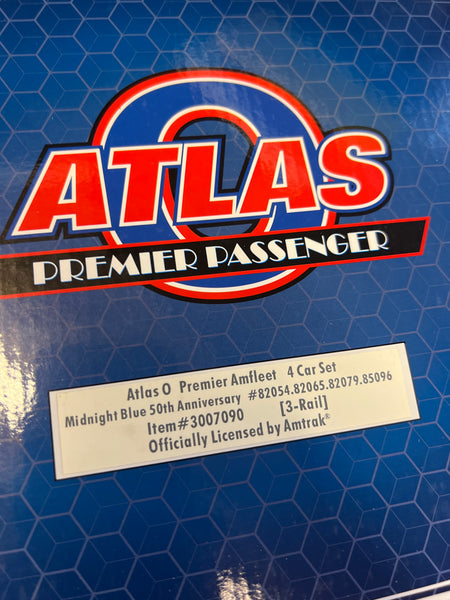 ATLAS
O
PREMIER PASSENGER
Atlas O Premier Amfleet 4 Car Set
Midnight Blue 50th Anniversary #82054.82065.82079.85096
Item#3007090 [3-Rail]
Officially Licensed by Amtrak®